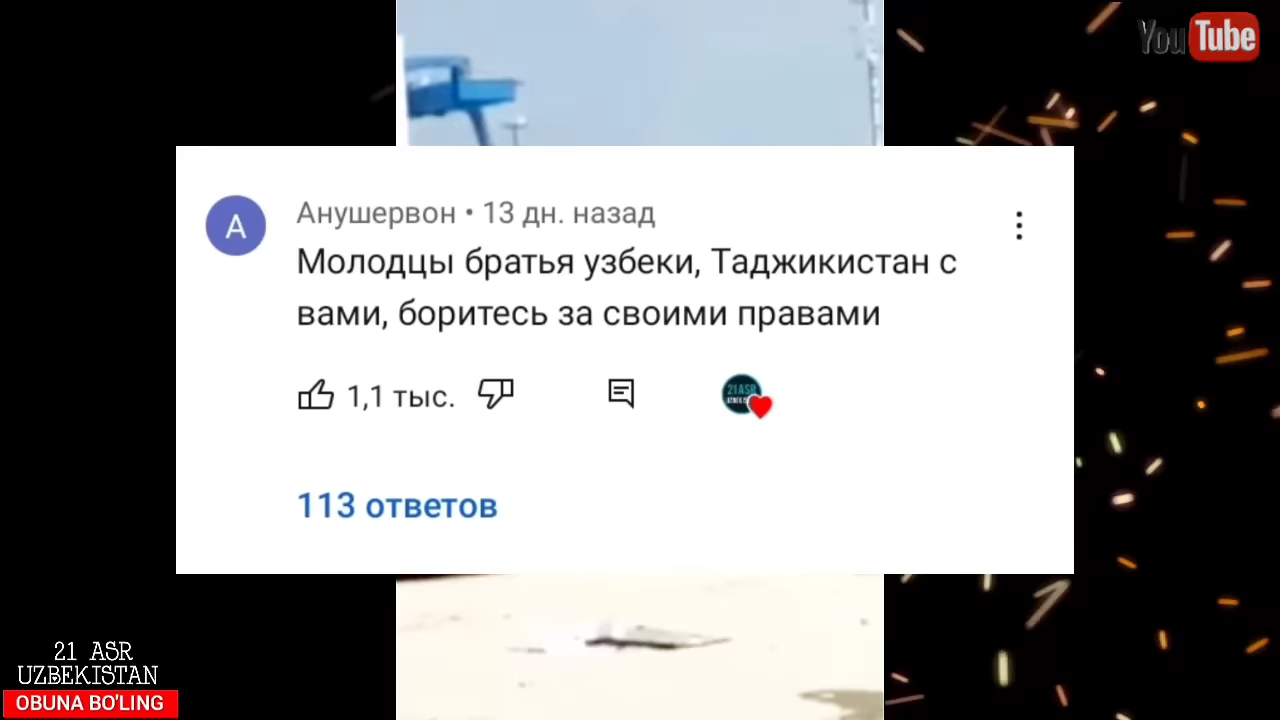 YouTube
А
Анушервон • 13 дн. назад
Молодцы братья узбеки, Таджикистан с
вами, боритесь за своими правами
1,1 тыс.
21ASR
113 ответов
21 ASR
UZBEKISTAN
OBUNA BO'LING